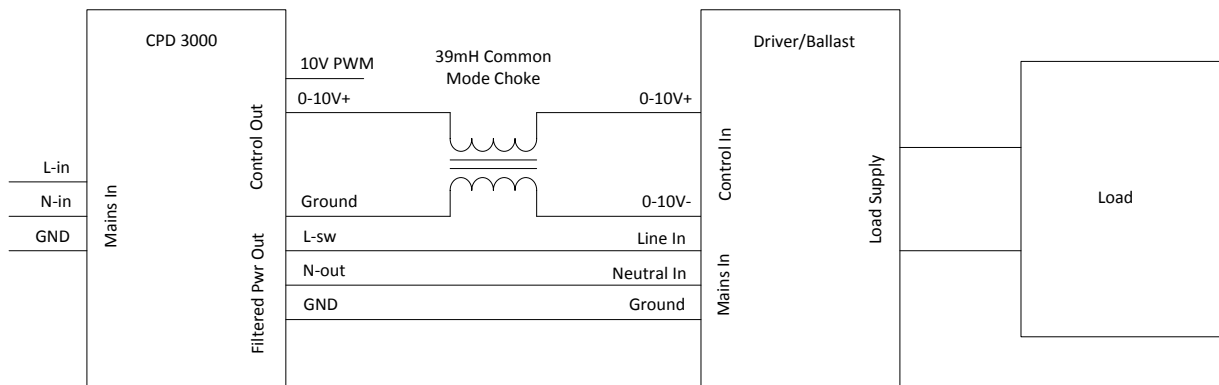 CPD 3000
Driver/Ballast
39mH Common
Mode Choke
10V PWM
0-10V+
0-10V+
Control Out
Control In
L-in
N-in
GND
Mains In
Ground
0-10V-
Load Supply
Load
Filtered Pwr Out
L-sw
Line In
N-out
Neutral In
GND
Ground
Mains In